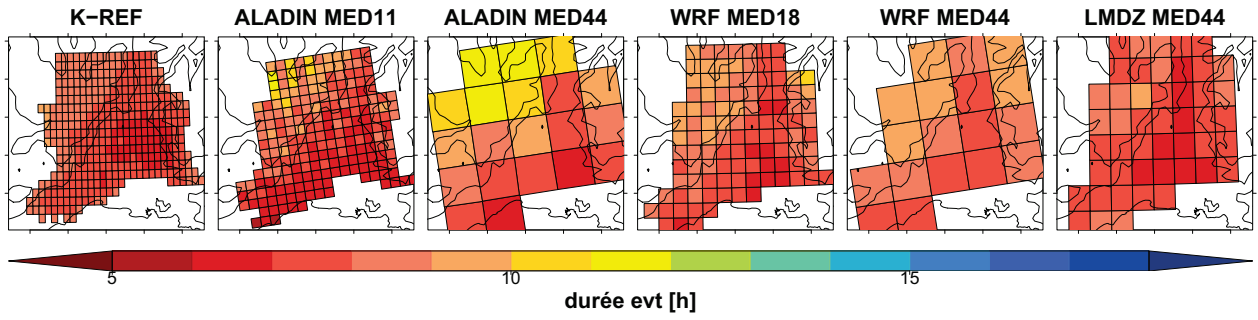 K−REF ALADIN MED11 ALADIN MED44 WRF MED18 WRF MED44 LMDZ MED44
5 10 15
durée evt [h]